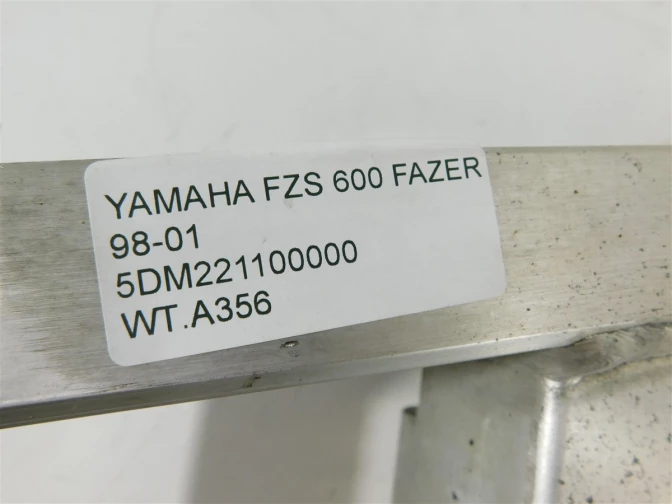 YAMAHA FZS 600 FAZER
98-01
5DM221100000
WT.A356